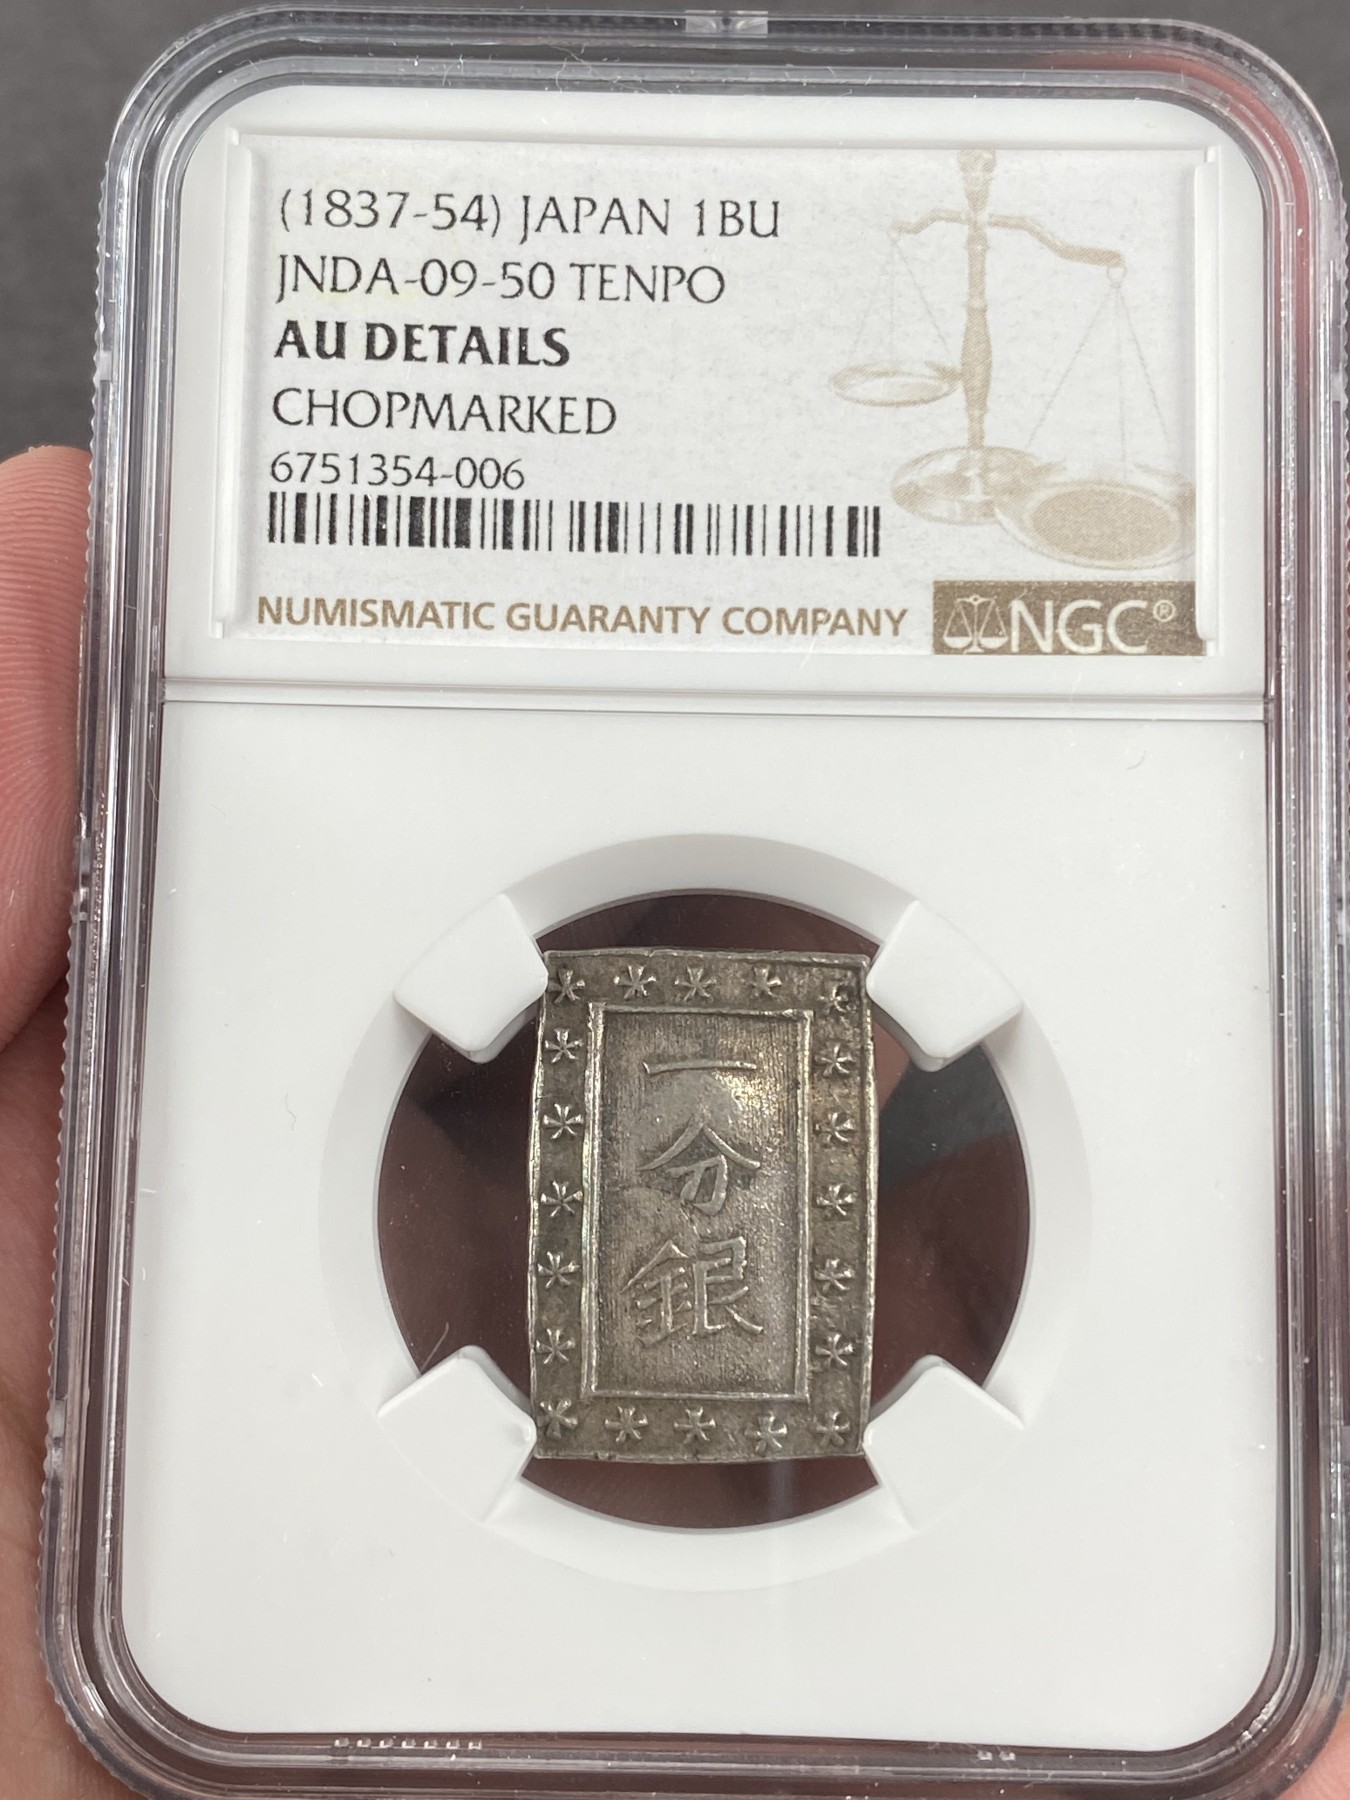 (1837-54) JAPAN 1BU
JNDA-09-50 TENPO
AU DETAILS
CHOPMARKED
6751354-006
NUMISMATIC GUARANTY COMPANY NGC®
一
分
銀